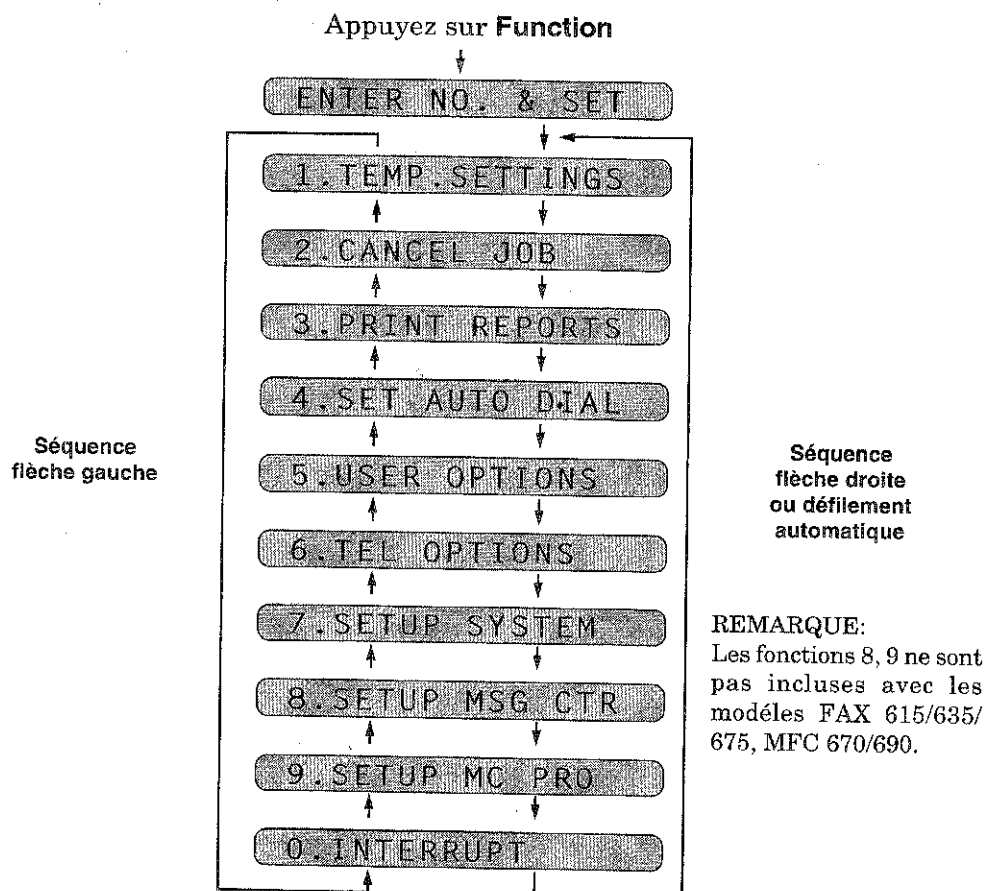 Appuyez sur Function
ENTER NO. & SET
1.TEMP.SETTINGS
2.CANCEL JOB
3.PRINT REPORTS
4.SET AUTO DIAL
5.USER OPTIONS
6.TEL OPTIONS
7.SETUP SYSTEM
8.SETUP MSG CTR
9.SETUP MC PRO
0.INTERRUPT
Séquence
flèche gauche
Séquence
flèche droite
ou défilement
automatique
REMARQUE:
Les fonctions 8, 9 ne sont
pas incluses avec les
modéles FAX 615/635/
675, MFC 670/690.